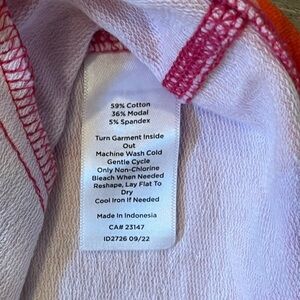 59% Cotton
36% Modal
5% Spandex
Turn Garment Inside
Out
Machine Wash Cold
Gentle Cycle
Only Non-Chlorine
Bleach When Needed
Reshape, Lay Flat To
Dry
Cool Iron If Needed
Made In Indonesia
CA# 23147
ID2726 09/22